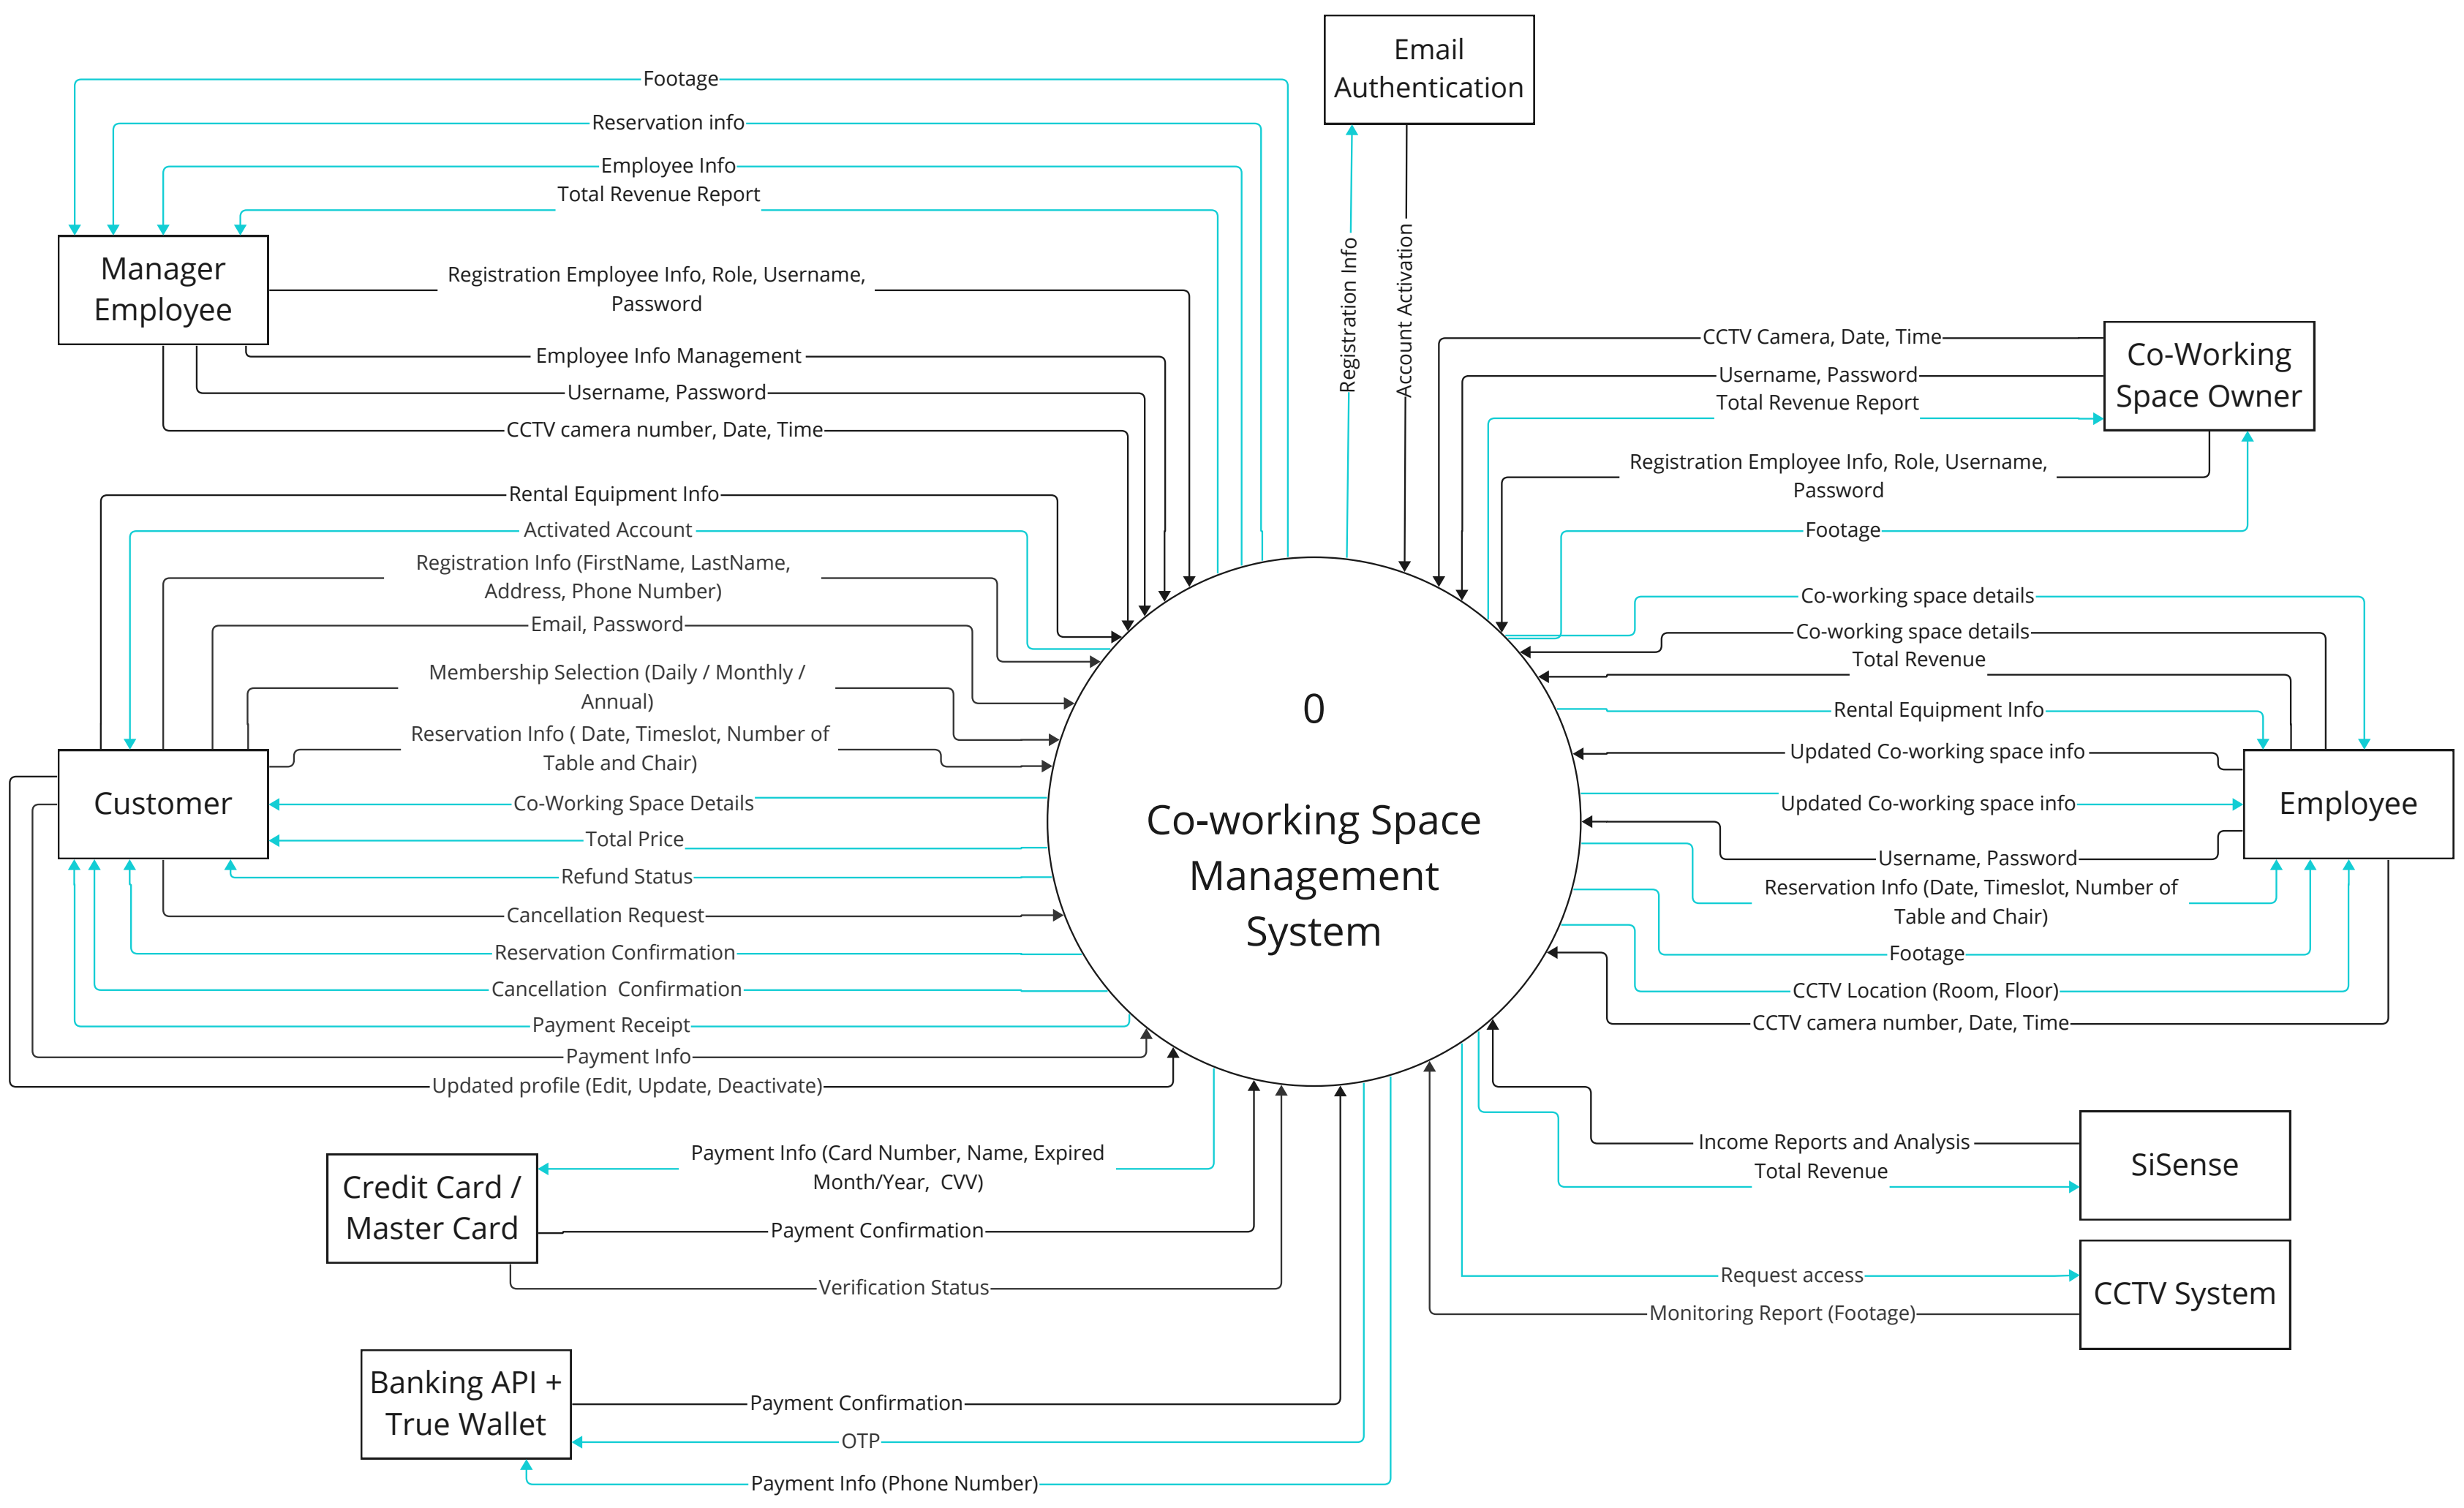 Email
Authentication
Footage
Reservation info
Employee Info
Total Revenue Report
Manager
Employee
Registration Employee Info, Role, Username,
Password
Employee Info Management
Username, Password
CCTV camera number, Date, Time
Registration Info
Account Activation
CCTV Camera, Date, Time
Username, Password
Total Revenue Report
Co-Working
Space Owner
Registration Employee Info, Role, Username,
Password
Footage
Rental Equipment Info
Activated Account
Registration Info (FirstName, LastName,
Address, Phone Number)
Email, Password
Membership Selection (Daily / Monthly /
Annual)
Reservation Info ( Date, Timeslot, Number of
Table and Chair)
Customer
Co-Working Space Details
Total Price
Refund Status
Cancellation Request
Reservation Confirmation
Cancellation  Confirmation
Payment Receipt
Payment Info
Updated profile (Edit, Update, Deactivate)
0
Co-working Space
Management
System
Co-working space details
Co-working space details
Total Revenue
Rental Equipment Info
Updated Co-working space info
Updated Co-working space info
Employee
Username, Password
Reservation Info (Date, Timeslot, Number of
Table and Chair)
Footage
CCTV Location (Room, Floor)
CCTV camera number, Date, Time
Credit Card /
Master Card
Payment Info (Card Number, Name, Expired
Month/Year,  CVV)
Payment Confirmation
Verification Status
Income Reports and Analysis
Total Revenue
SiSense
Request access
Monitoring Report (Footage)
CCTV System
Banking API +
True Wallet
Payment Confirmation
OTP
Payment Info (Phone Number)